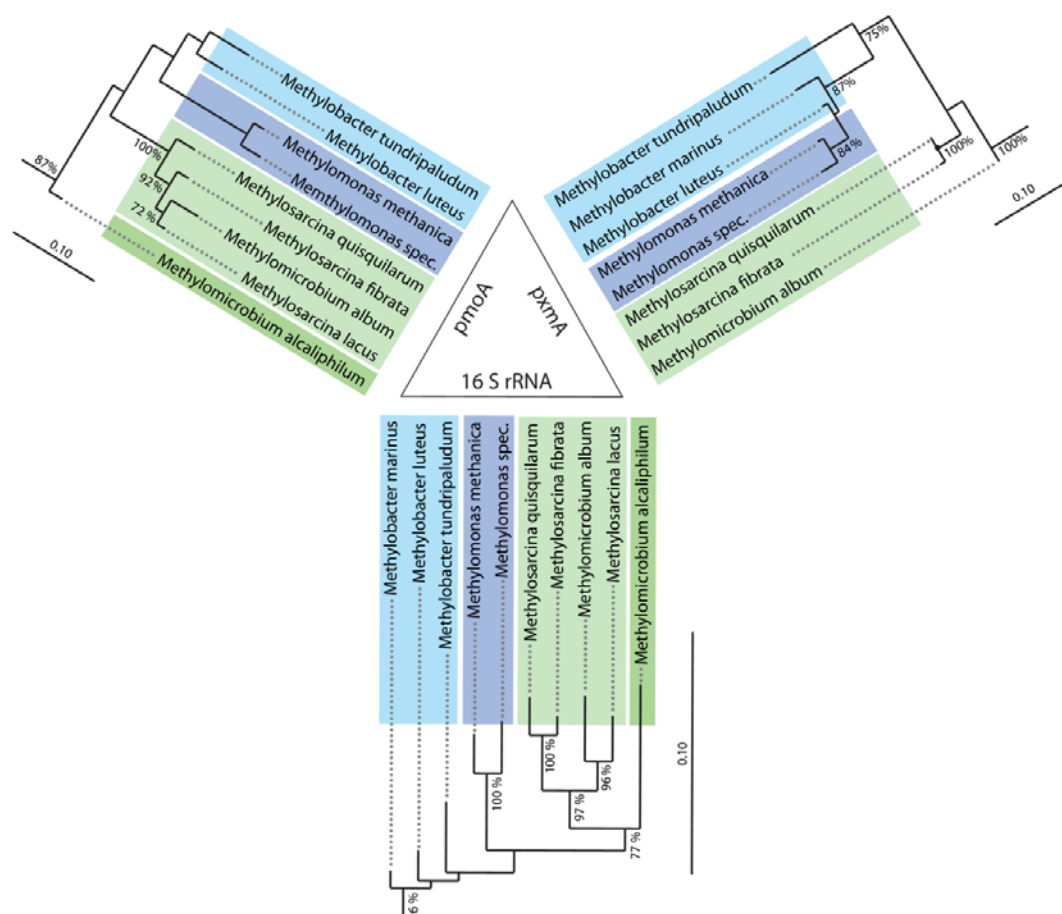 87%
100%
92%
72 %
0.10
Methylobacter tundripaludum
Methylobacter luteus
Methylomonas methanica
Memthylomonas spec.
Methylosarcina quisquilarum
Methylosarcina fibrata
Methylomicrobium album
Methylosarcina lacus
Methylomicrobium alcaliphilum
75%
87%
84%
100%
100%
0.10
Methylobacter tundripaludum
Methylobacter marinus
Methylobacter luteus
Methylomonas methanica
Methylomonas spec.
Methylosarcina quisquilarum
Methylosarcina fibrata
Methylomicrobium album
pmoA
pxmA
16 S rRNA
Methylobacter marinus
Methylobacter luteus
Methylobacter tundripaludum
Methylomonas methanica
Methylomonas spec.
Methylosarcina quisquilarum
Methylosarcina fibrata
Methylomicrobium album
Methylosarcina lacus
Methylomicrobium alcaliphilum
100 %
100 %
96 %
97 %
77 %
6 %
0.10